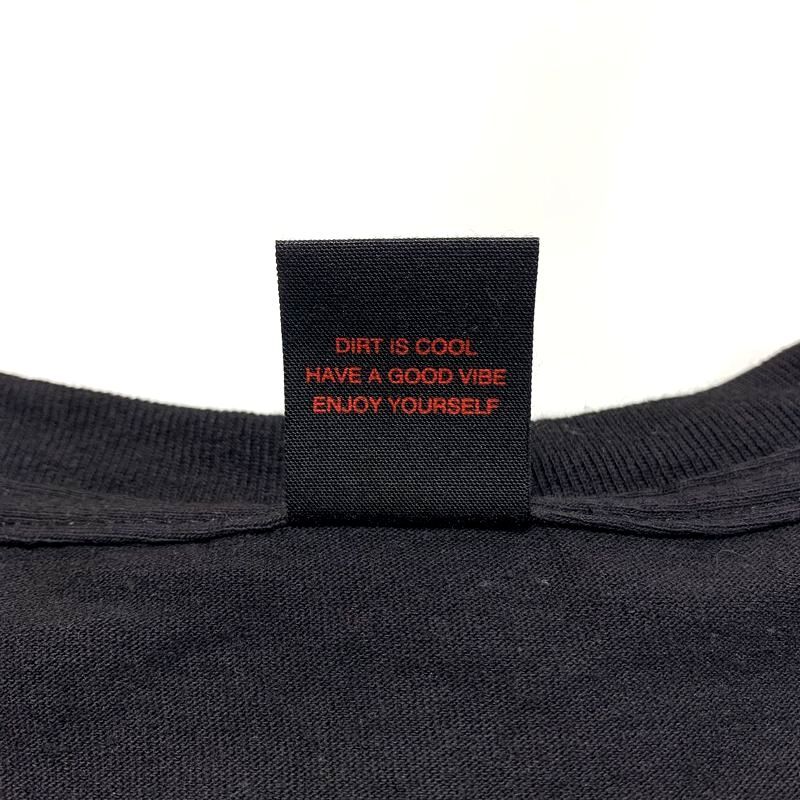 DIRT IS COOL
HAVE A GOOD VIBE
ENJOY YOURSELF